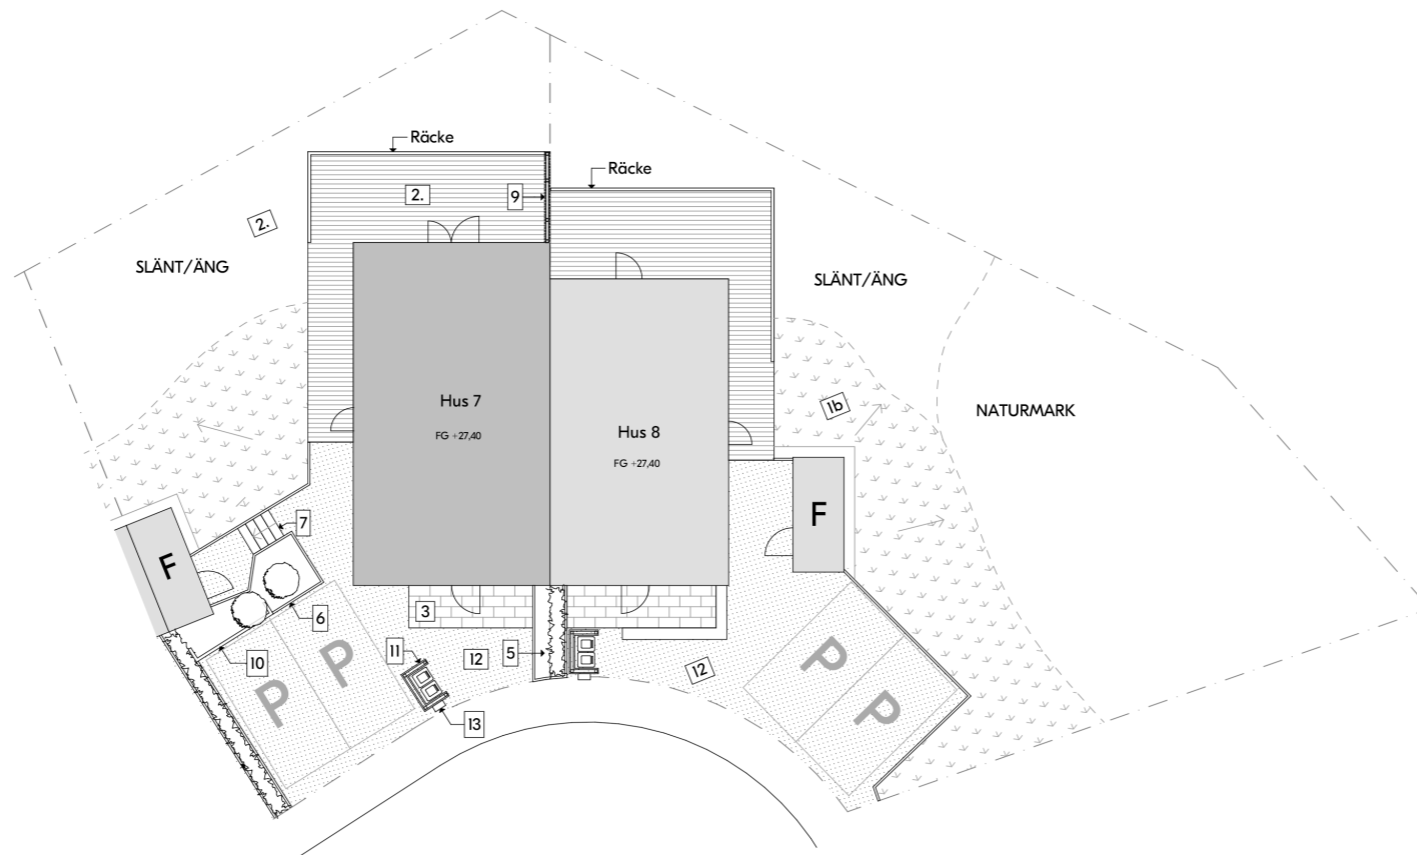 Räcke
Räcke
2.
9
2.
SLÄNT/ÄNG
SLÄNT/ÄNG
Hus 7
FG +27,40
Hus 8
FG +27,40
1b
NATURMARK
F
7
F
6
3
10
P
P
11
12
5
12
13
P
P